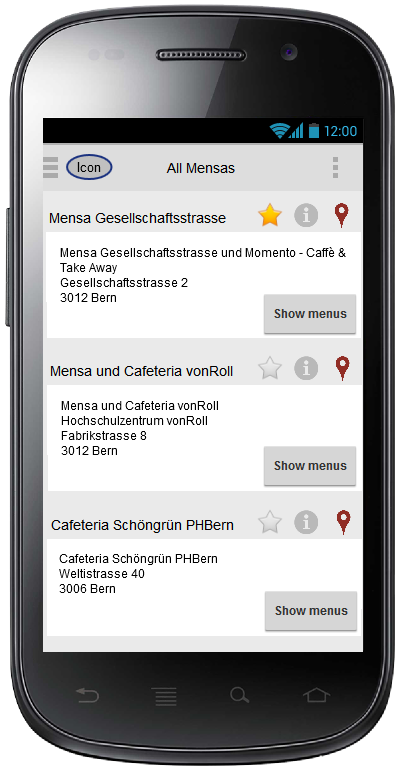 12:00
Icon
All Mensas
Mensa Gesellschaftsstrasse
Mensa Gesellschaftsstrasse und Momento - Caffè &
Take Away
Gesellschaftsstrasse 2
3012 Bern
Show menus
Mensa und Cafeteria vonRoll
Mensa und Cafeteria vonRoll
Hochschulzentrum vonRoll
Fabrikstrasse 8
3012 Bern
Show menus
Cafeteria Schöngrün PHBern
Cafeteria Schöngrün PHBern
Weltistrasse 40
3006 Bern
Show menus